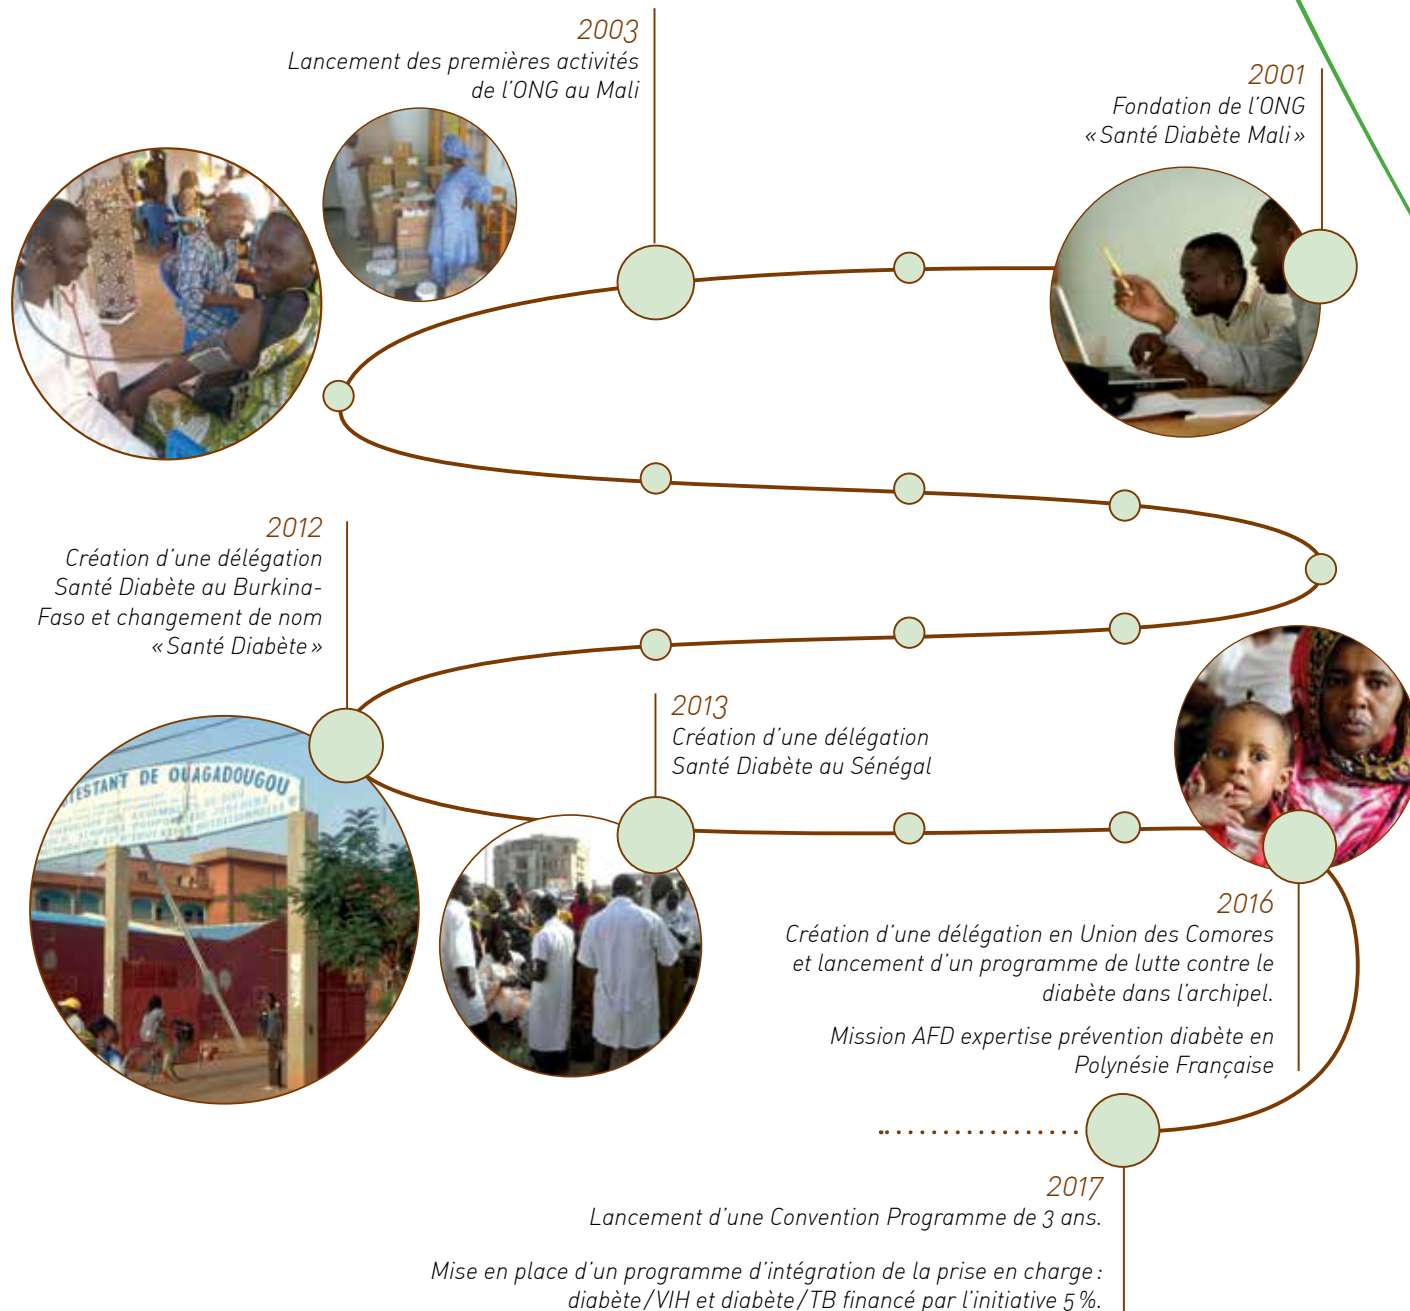 2003
Lancement des premières activités
de l'ONG au Mali
2001
Fondation de l'ONG
«Santé Diabète Mali»
2012
Création d'une délégation
Santé Diabète au Burkina-
Faso et changement de nom
«Santé Diabète»
TESTANT DE OUAGADOUGOU
2013
Création d'une délégation
Santé Diabète au Sénégal
2016
Création d'une délégation en Union des Comores
et lancement d'un programme de lutte contre le
diabète dans l'archipel.
Mission AFD expertise prévention diabète en
Polynésie Française
2017
Lancement d'une Convention Programme de 3 ans.
Mise en place d'un programme d'intégration de la prise en charge :
diabète/VIH et diabète/TB financé par l'initiative 5 %.